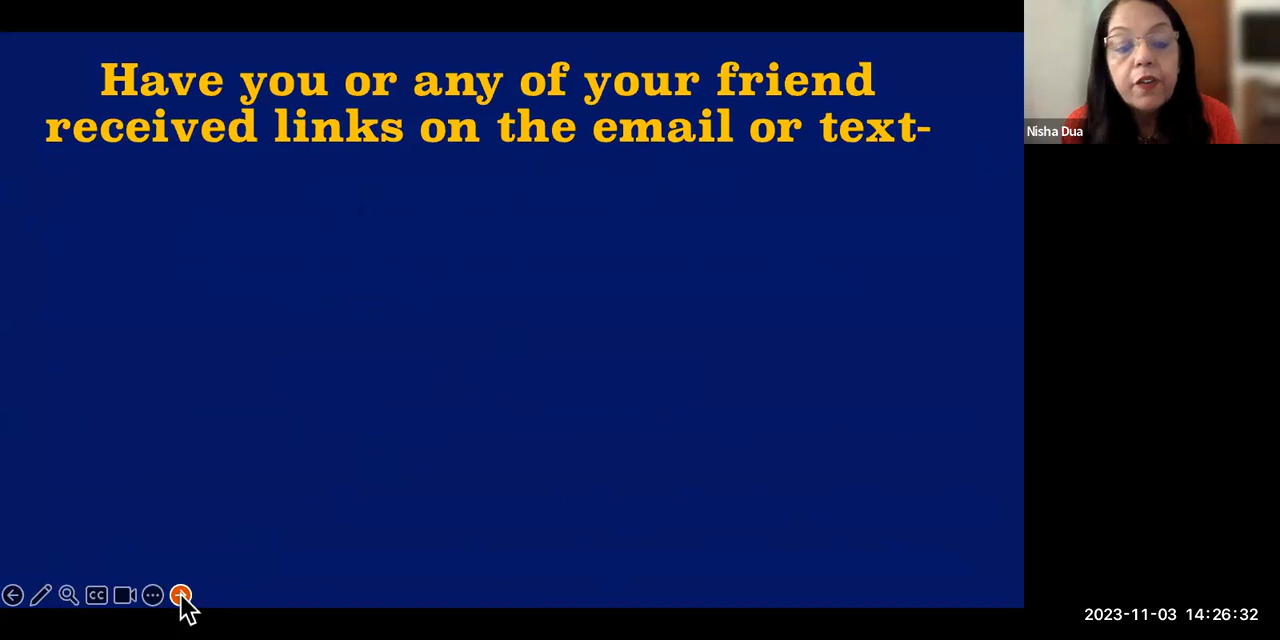 Have you or any of your friend
received links on the email or text-
Nisha Dua
CC
2023-11-03 14:26:32